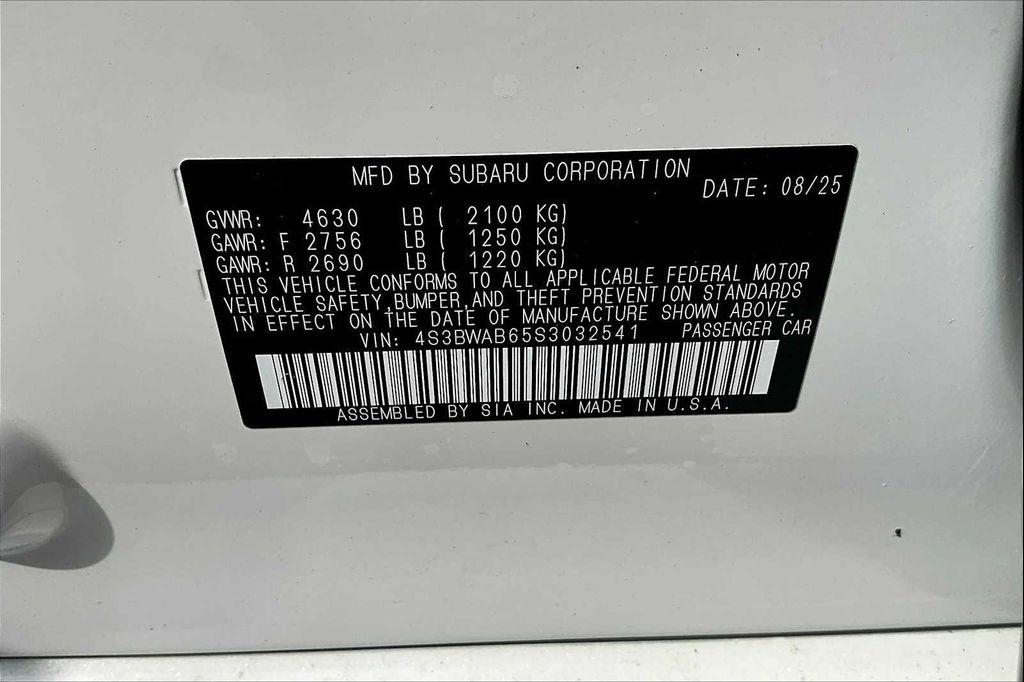 MFD BY SUBARU CORPORATION DATE: 08/25
GVWR: 4630 LB ( 2100 KG)
GAWR: F 2756 LB ( 1250 KG)
GAWR: R 2690 LB ( 1220 KG)
THIS VEHICLE CONFORMS TO ALL APPLICABLE FEDERAL MOTOR
VEHICLE SAFETY,BUMPER,AND THEFT PREVENTION STANDARDS
IN EFFECT ON THE DATE OF MANUFACTURE SHOWN ABOVE.
VIN: 4S3BWAB65S3032541 PASSENGER CAR
ASSEMBLED BY SIA INC. MADE IN U.S.A.